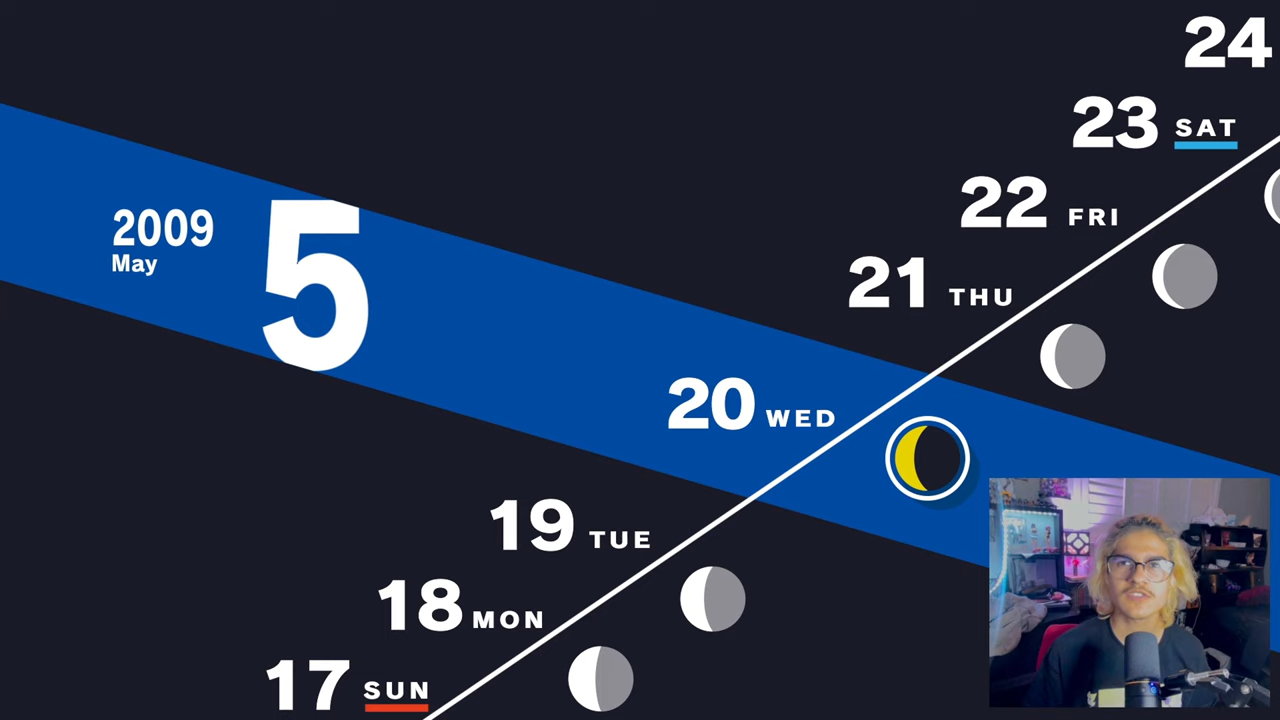 24
23 SAT
22 FRI
21 THU
2009
May
5
20 WED
19 TUE
18 MON
17 SUN